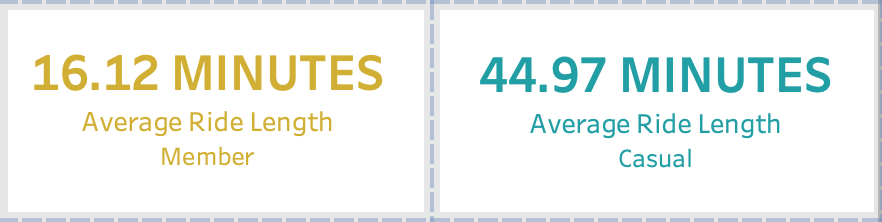 16.12 MINUTES
Average Ride Length
Member
44.97 MINUTES
Average Ride Length
Casual